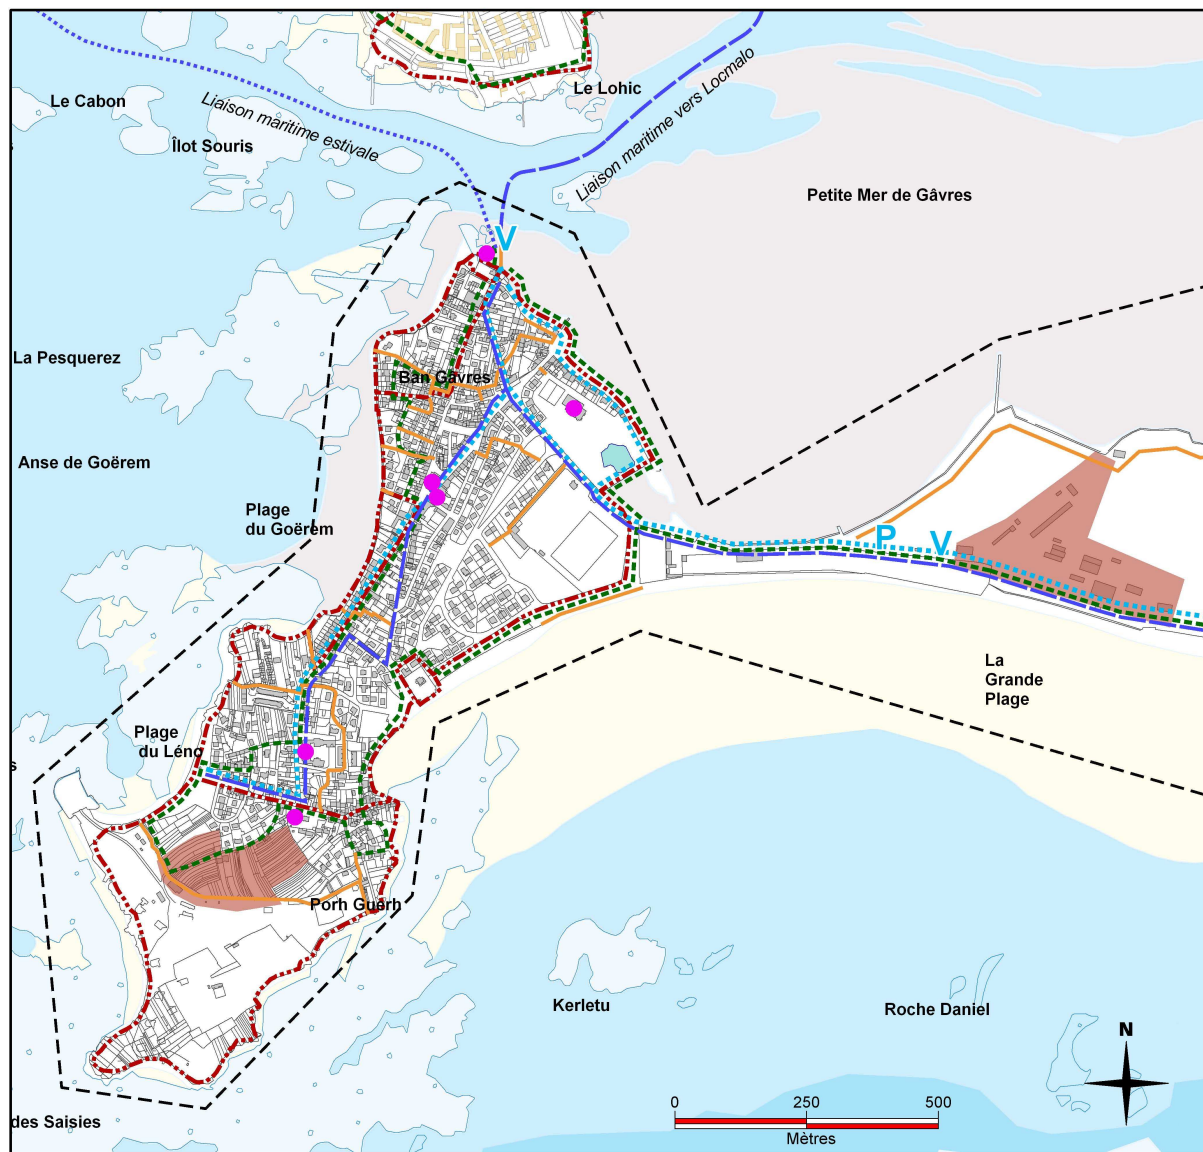 Le Cabon
Le Lohic
Liaison maritime estivale
Îlot Souris
Liaison maritime vers Locmalo
Petite Mer de Gâvres
V
La Pesquerez
Ban Gâvres
Anse de Goërem
Plage
du Goërem
P
V
La
Grande
Plage
Plage
du Léno
Porh Guerh
Kerletu
Roche Daniel
N
0
250
500
Mètres
des Saisies